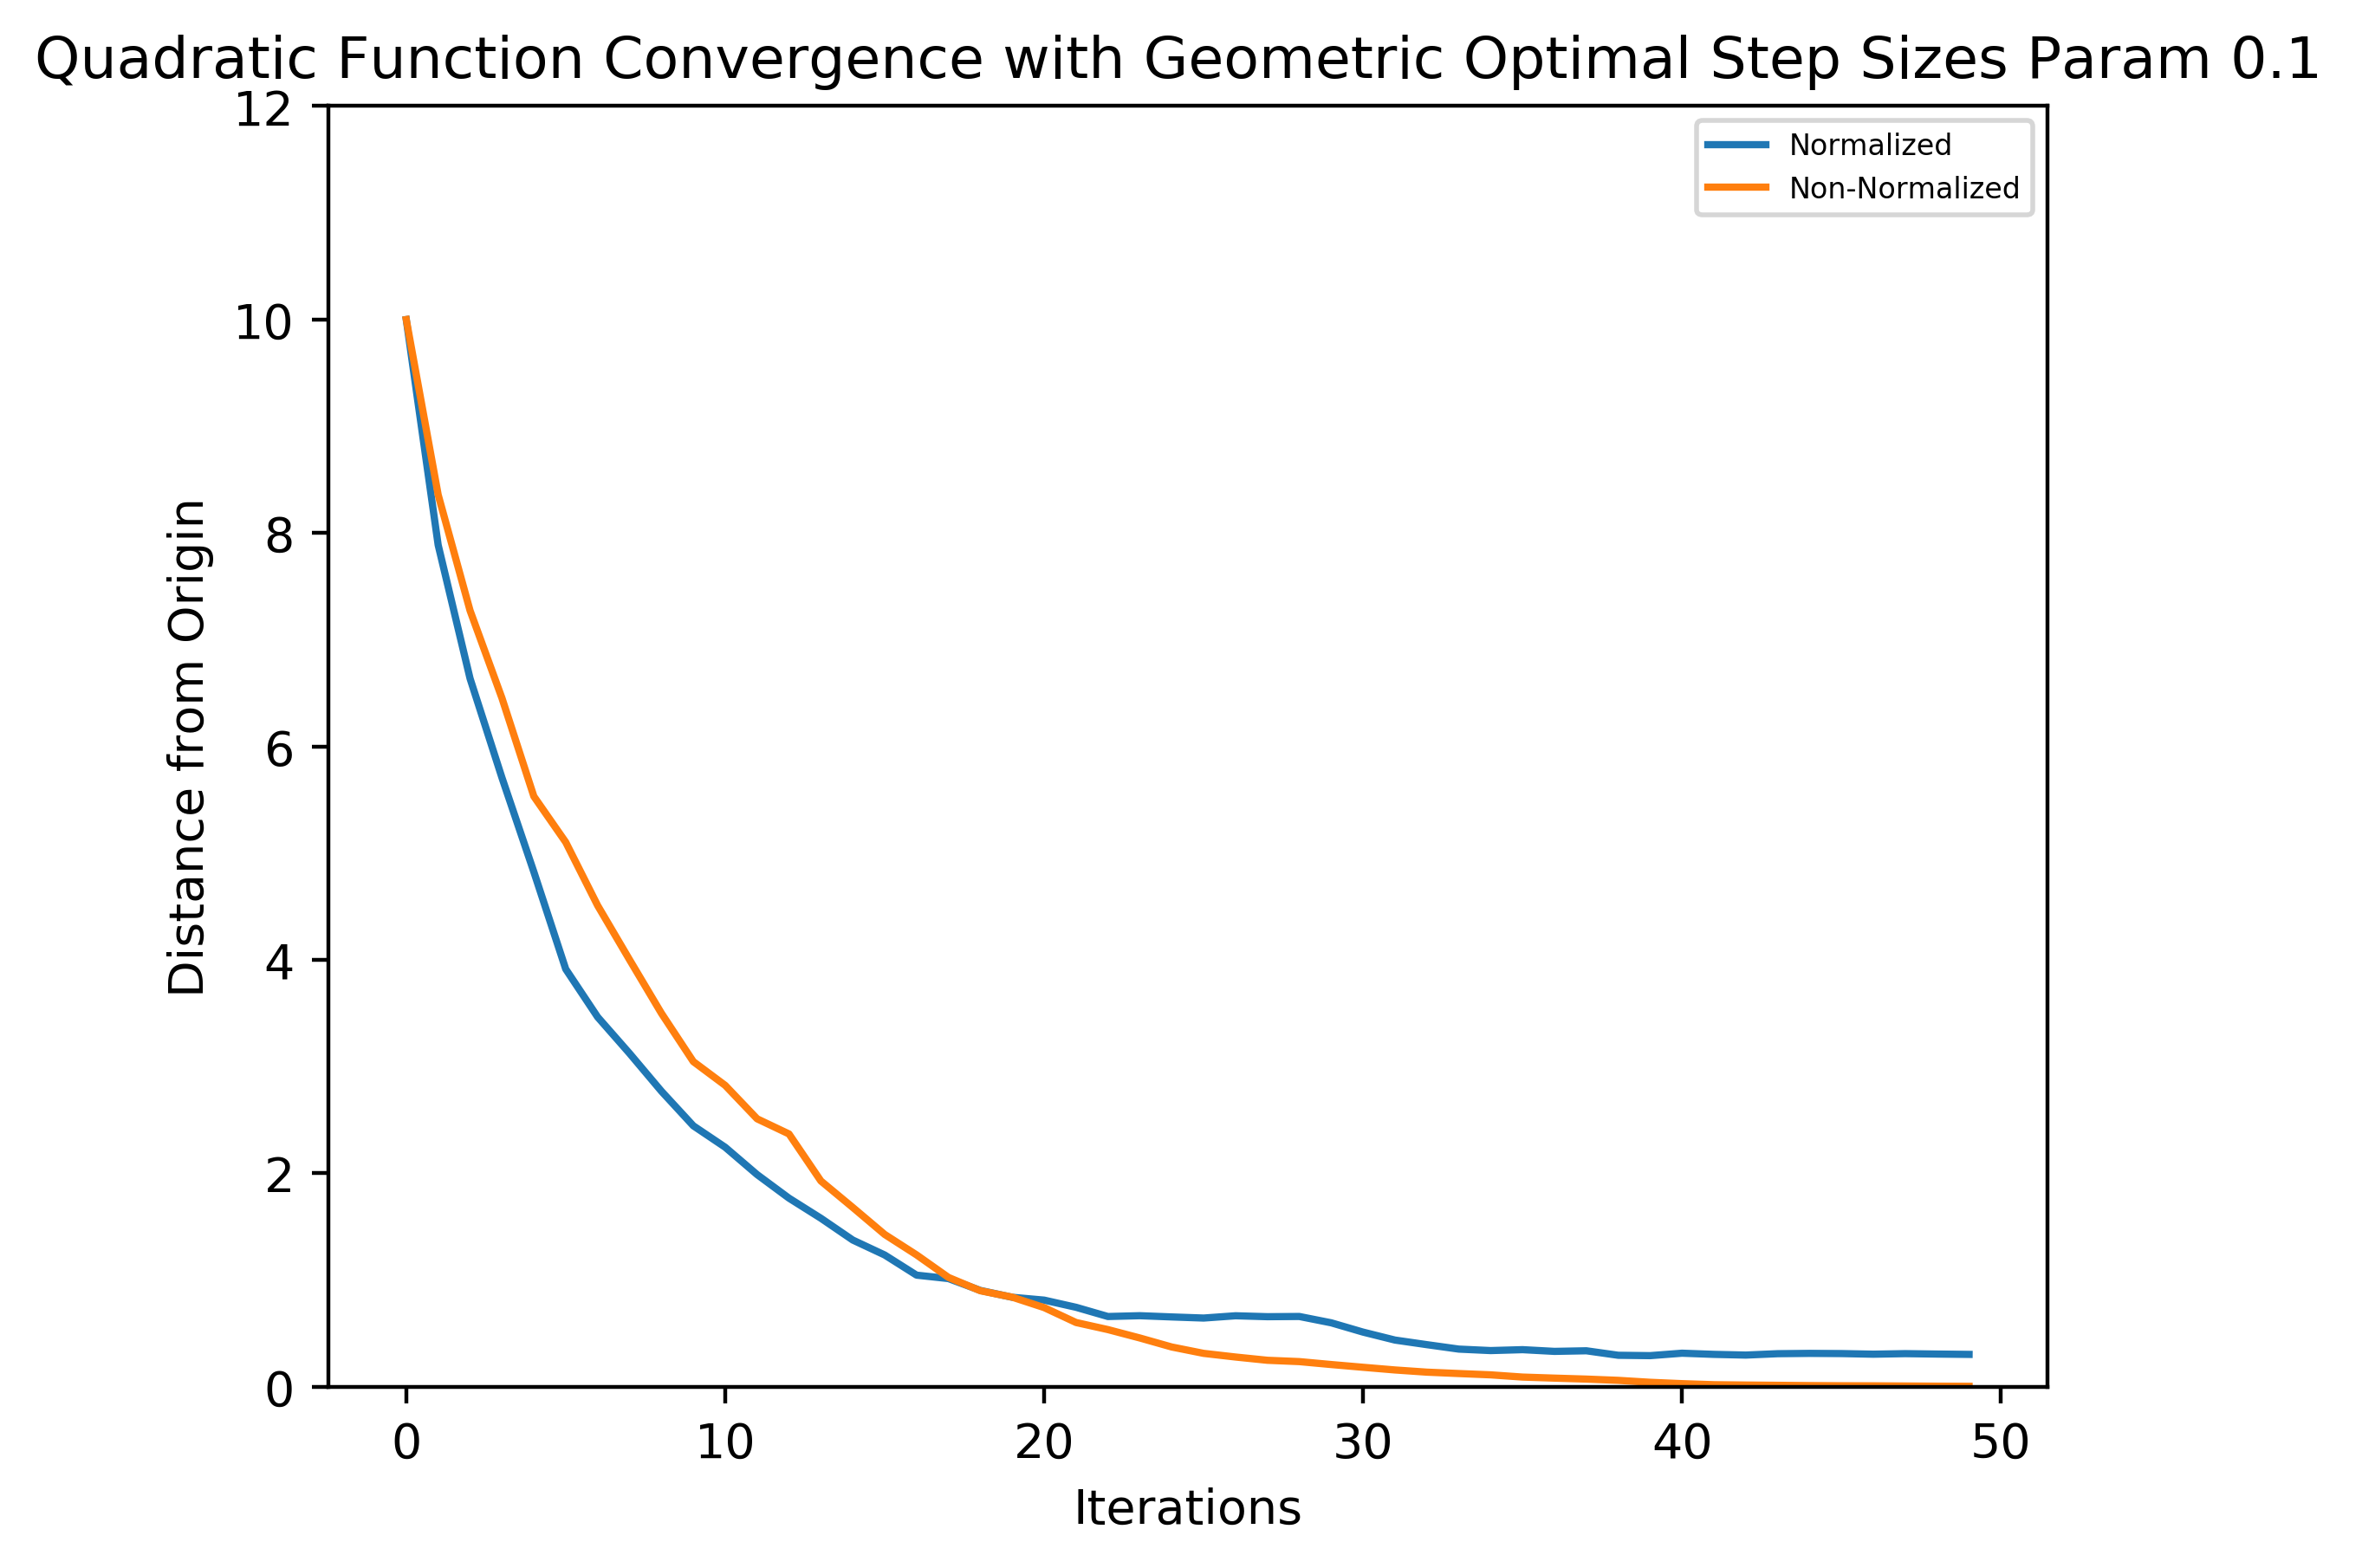 Quadratic Function Convergence with Geometric Optimal Step Sizes Param 0.1
12
10
8
6
4
2
0
Distance from Origin
Normalized
Non-Normalized
0 10 20 30 40 50
Iterations